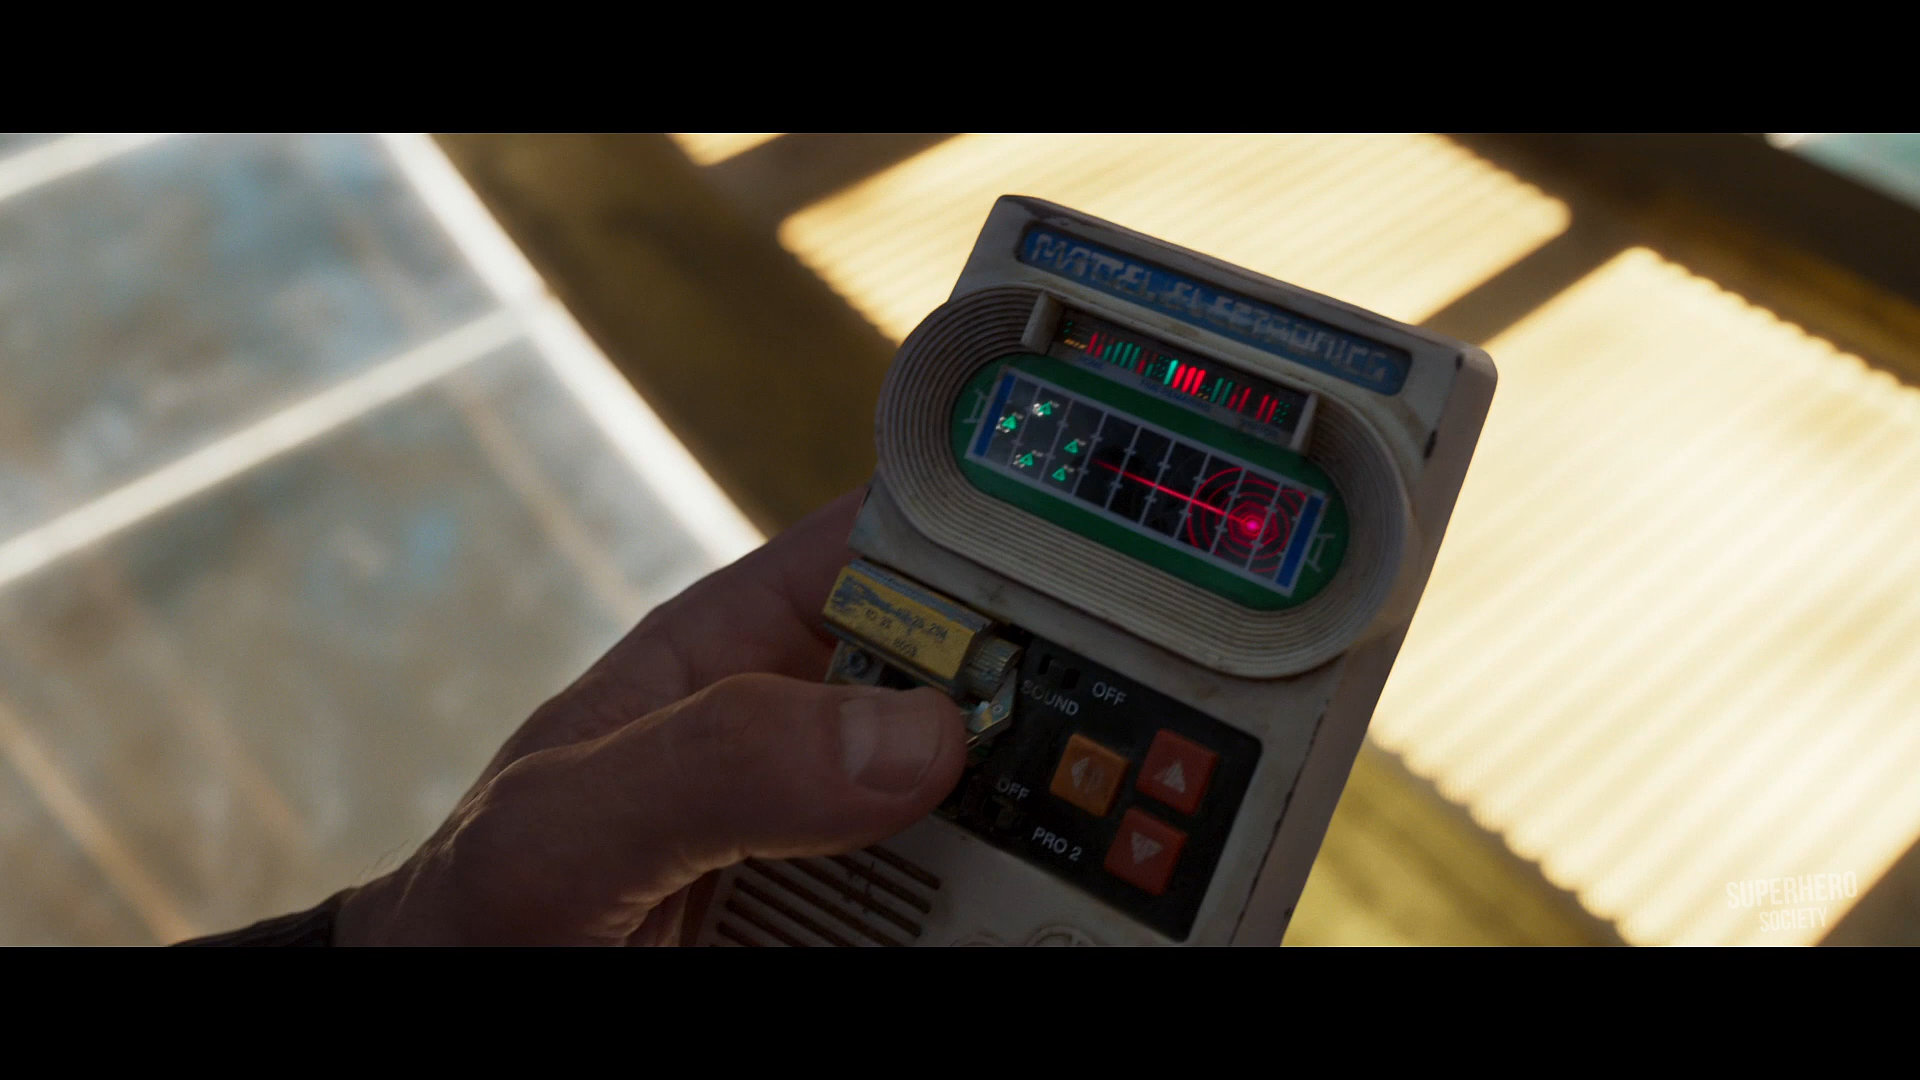 MATTEL ELECTRONICS
SOUND
OFF
OFF
PRO 2
SUPERHERO
SOCIETY